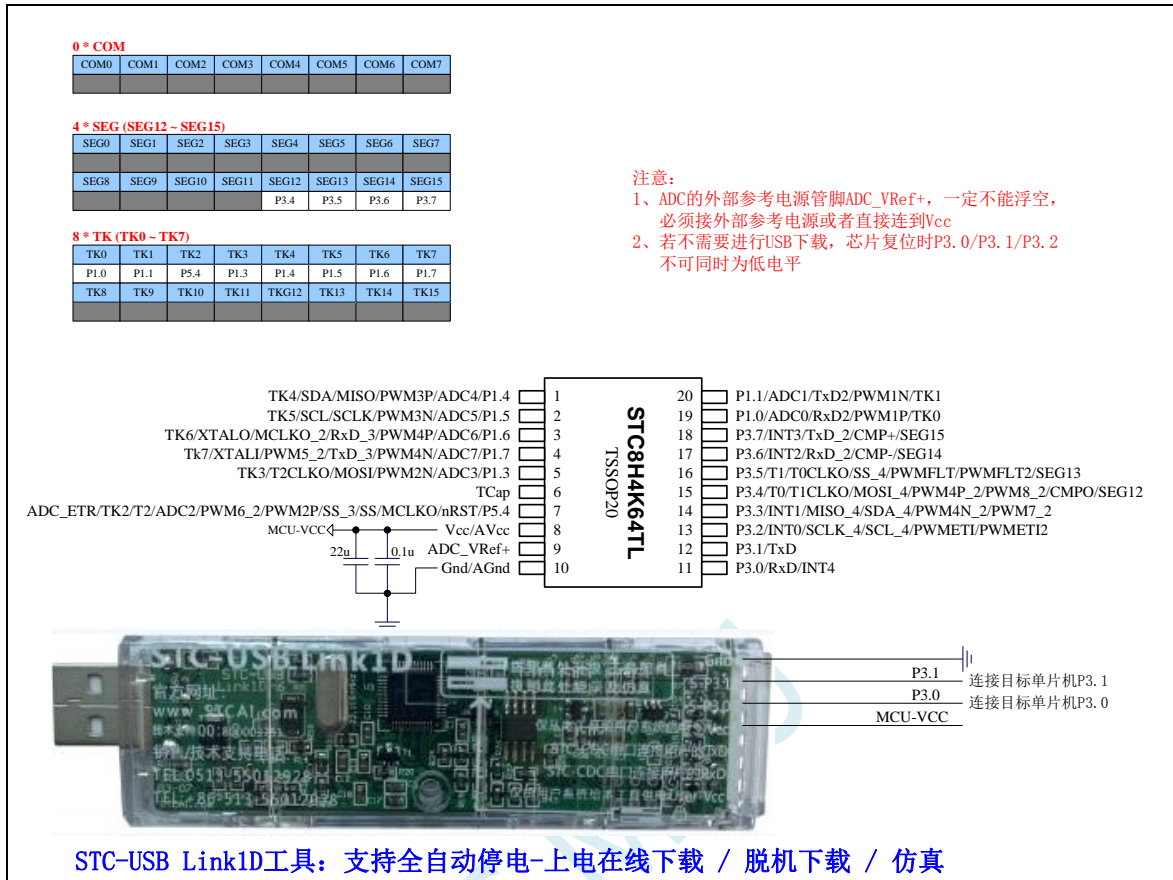 0 * COM
COM0 COM1 COM2 COM3 COM4 COM5 COM6 COM7
4 * SEG (SEG12 ~ SEG15)
SEG0 SEG1 SEG2 SEG3 SEG4 SEG5 SEG6 SEG7
SEG8 SEG9 SEG10 SEG11 SEG12 SEG13 SEG14 SEG15
P3.4 P3.5 P3.6 P3.7
8 * TK (TK0 ~ TK7)
TK0 TK1 TK2 TK3 TK4 TK5 TK6 TK7
P1.0 P1.1 P5.4 P1.3 P1.4 P1.5 P1.6 P1.7
TK8 TK9 TK10 TK11 TKG12 TK13 TK14 TK15
注意:
1、ADC的外部参考电源管脚ADC_VRef+, 一定不能浮空,
必须接外部参考电源或者直接连到Vcc
2、若不需要进行USB下载, 芯片复位时P3.0/P3.1/P3.2
不可同时为低电平
TK4/SDA/MISO/PWM3P/ADC4/P1.4 1
TK5/SCL/SCLK/PWM3N/ADC5/P1.5 2
TK6/XTALO/MCLKO_2/RxD_3/PWM4P/ADC6/P1.6 3
Tk7/XTALI/PWM5_2/TxD_3/PWM4N/ADC7/P1.7 4
TK3/T2CLKO/MOSI/PWM2N/ADC3/P1.3 5
TCap 6
ADC_ETR/TK2/T2/ADC2/PWM6_2/PWM2P/SS_3/SS/MCLKO/nRST/P5.4 7
MCU-VCC Vcc/AVcc 8
22u 0.1u ADC_VRef+ 9
Gnd/AGnd 10
STC8H4K64TL
TSSOP20
20 P1.1/ADC1/TxD2/PWM1N/TK1
19 P1.0/ADC0/RxD2/PWM1P/TK0
18 P3.7/INT3/TxD_2/CMP+/SEG15
17 P3.6/INT2/RxD_2/CMP-/SEG14
16 P3.5/T1/T0CLKO/SS_4/PWMFLT/PWMFLT2/SEG13
15 P3.4/T0/T1CLKO/MOSI_4/PWM4P_2/PWM8_2/CMPO/SEG12
14 P3.3/INT1/MISO_4/SDA_4/PWM4N_2/PWM7_2
13 P3.2/INT0/SCLK_4/SCL_4/PWMETI/PWMETI2
12 P3.1/TxD
11 P3.0/RxD/INT4
STC-USB Link1D
官方网址
www.STCAI.com
TEL:0513-55012928
Gnd
P3.1 连接目标单片机P3.1
P3.0 连接目标单片机P3.0
MCU-VCC
STC-USB Link1D工具: 支持全自动停电-上电在线下载 / 脱机下载 / 仿真